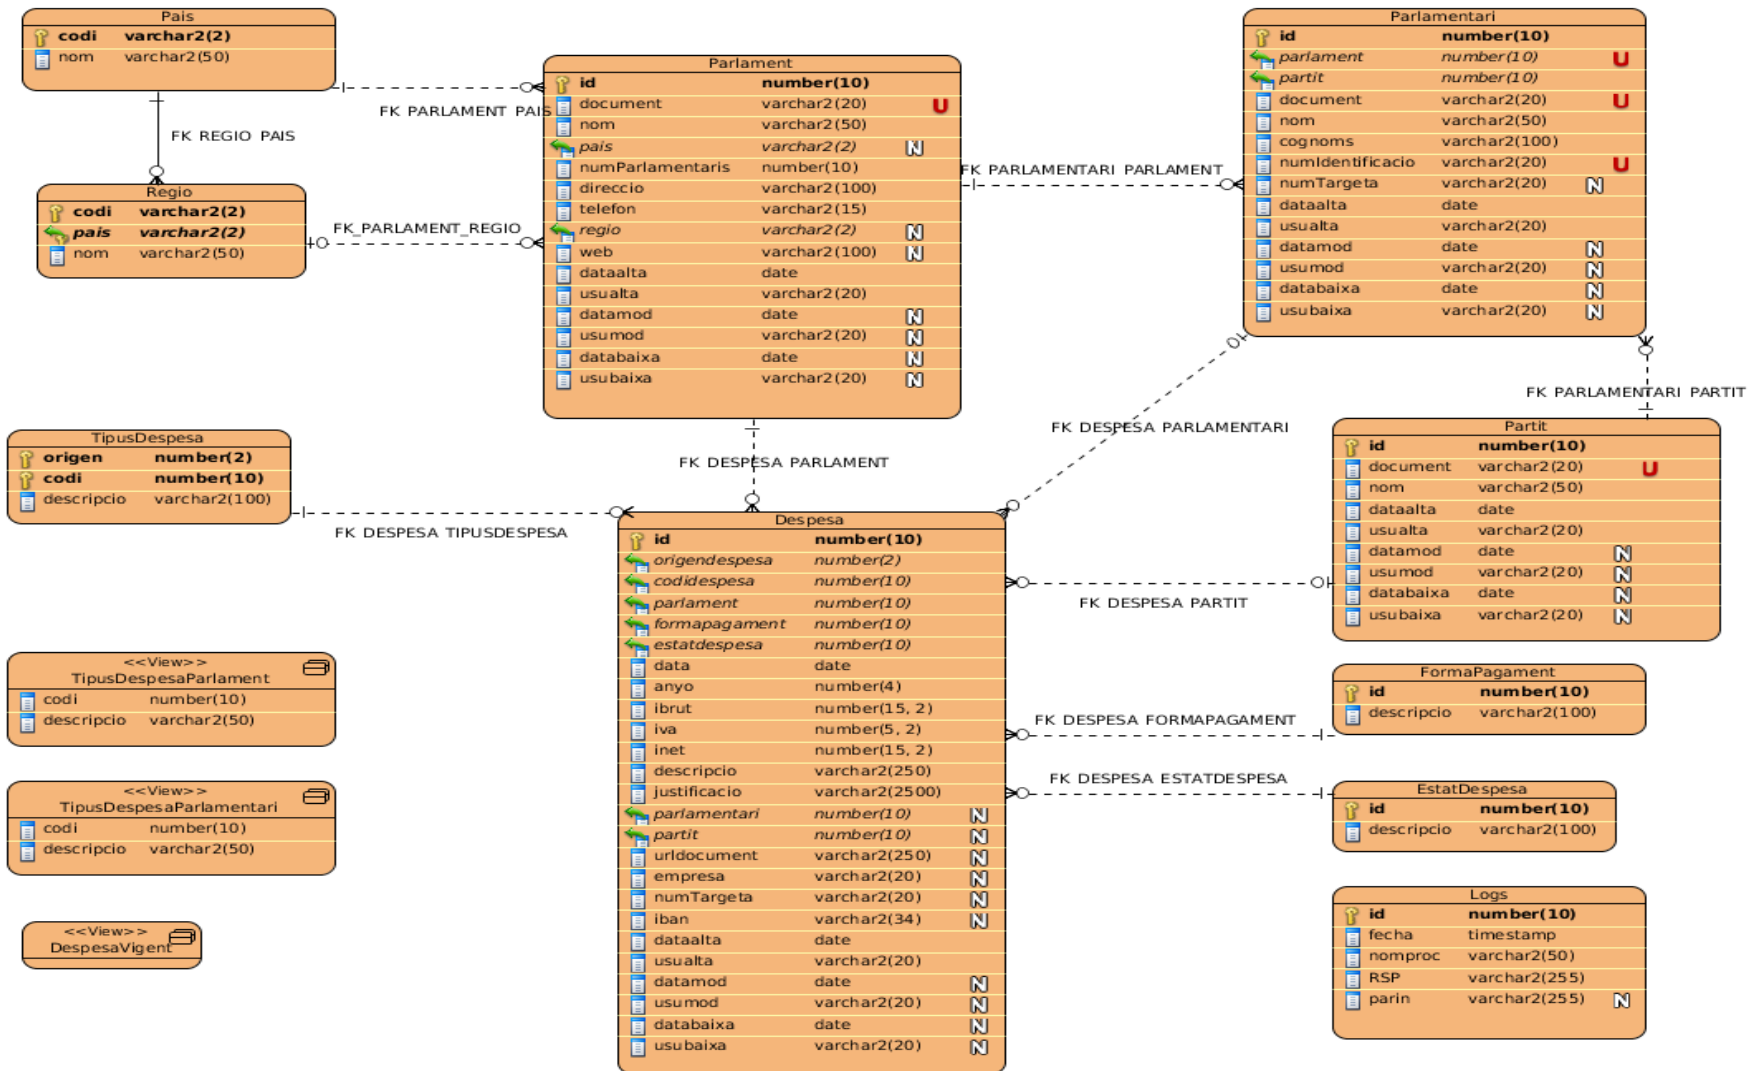 Pais
codi varchar2(2)
nom varchar2(50)
FK PARLAMENT PAIS
FK REGIO PAIS
Regio
codi varchar2(2)
pais varchar2(2)
nom varchar2(50)
FK_PARLAMENT_REGIO
Parlament
id number(10)
document varchar2(20) U
nom varchar2(50)
pais varchar2(2) N
numParlamentaris number(10)
direccio varchar2(100)
telefon varchar2(15)
regio varchar2(2) N
web varchar2(100) N
dataalta date
usualta varchar2(20)
datamod date N
usumod varchar2(20) N
databaixa date N
usubaixa varchar2(20) N
FK PARLAMENTARI PARLAMENT
Parlamentari
id number(10)
parlament number(10) U
partit number(10)
document varchar2(20) U
nom varchar2(50)
cognoms varchar2(100)
numIdentificacio varchar2(20) U
numTargeta varchar2(20) N
dataalta date
usualta varchar2(20)
datamod date N
usumod varchar2(20) N
databaixa date N
usubaixa varchar2(20) N
FK PARLAMENTARI PARTIT
FK DESPESA PARLAMENTARI
FK DESPESA PARLAMENT
TipusDespesa
origen number(2)
codi number(10)
descripcio varchar2(100)
FK DESPESA TIPUSDESPESA
Partit
id number(10)
document varchar2(20) U
nom varchar2(50)
dataalta date
usualta varchar2(20)
datamod date N
usumod varchar2(20) N
databaixa date N
usubaixa varchar2(20) N
Despesa
id number(10)
origendespesa number(2)
codidespesa number(10)
parlament number(10)
formapagament number(10)
estatdespesa number(10)
data date
anyo number(4)
ibrut number(15, 2)
iva number(5, 2)
inet number(15, 2)
descripcio varchar2(250)
justificacio varchar2(2500)
parlamentari number(10) N
partit number(10) N
urldocument varchar2(250) N
empresa varchar2(20) N
numTargeta varchar2(20) N
iban varchar2(34) N
dataalta date
usualta varchar2(20)
datamod date N
usumod varchar2(20) N
databaixa date N
usubaixa varchar2(20) N
FK DESPESA PARTIT
FK DESPESA FORMAPAGAMENT
FK DESPESA ESTATDESPESA
<<View>>
TipusDespesaParlament
codi number(10)
descripcio varchar2(50)
<<View>>
TipusDespesaParlamentari
codi number(10)
descripcio varchar2(50)
<<View>>
DespesaVigent
FormaPagament
id number(10)
descripcio varchar2(100)
EstatDespesa
id number(10)
descripcio varchar2(100)
Logs
id number(10)
fecha timestamp
nomproc varchar2(50)
RSP varchar2(255)
parin varchar2(255) N